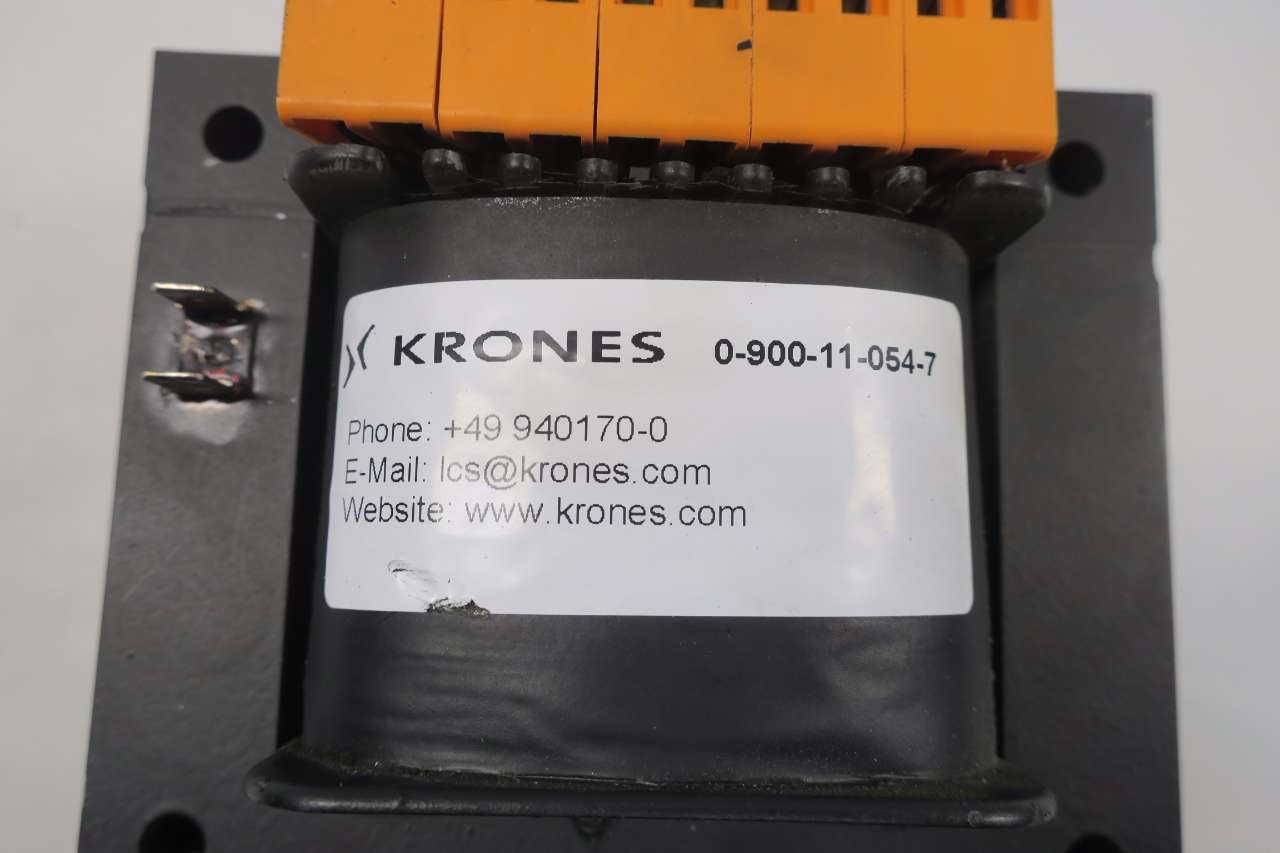 KRONES 0-900-11-054-7
Phone: +49 940170-0
E-Mail: lcs@krones.com
Website: www.krones.com